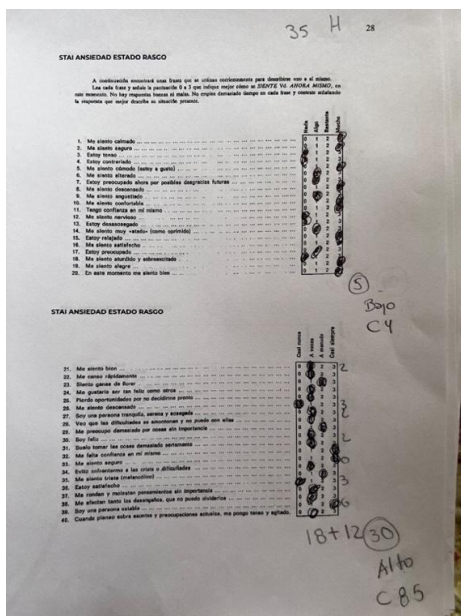 35 H 28
STAI ANSIEDAD ESTADO RASGO
A continuación encontrará unas frases que se utilizan corrientemente para describirse uno a sí mismo.
Lea cada frase y señale la puntuación 0 a 3 que indique mejor cómo se SIENTE Vd. AHORA MISMO, en
este momento. No hay respuestas buenas ni malas. No emplee demasiado tiempo en cada frase y conteste señalando
la respuesta que mejor describa su situación presente.
Nada Algo Bastante Mucho
1. Me siento calmado
2. Me siento seguro
3. Estoy tenso
4. Estoy contrariado
5. Me siento cómodo (estoy a gusto)
6. Me siento alterado
7. Estoy preocupado ahora por posibles desgracias futuras
8. Me siento descansado
9. Me siento angustiado
10. Me siento confortable
11. Tengo confianza en mí mismo
12. Me siento nervioso
13. Estoy desasosegado
14. Me siento muy «atado» (como oprimido)
15. Estoy relajado
16. Me siento satisfecho
17. Estoy preocupado
18. Me siento aturdido y sobreexcitado
19. Me siento alegre
20. En este momento me siento bien
5
Bajo
C4
STAI ANSIEDAD ESTADO RASGO
Casi nunca A veces A menudo Casi siempre
21. Me siento bien
22. Me canso rápidamente
23. Siento ganas de llorar
24. Me gustaría ser tan feliz como otros
25. Pierdo oportunidades por no decidirme pronto
26. Me siento descansado
27. Soy una persona tranquila, serena y sosegada
28. Veo que las dificultades se amontonan y no puedo con ellas
29. Me preocupo demasiado por cosas sin importancia
30. Soy feliz
31. Suelo tomar las cosas demasiado seriamente
32. Me falta confianza en mí mismo
33. Me siento seguro
34. Evito enfrentarme a las crisis o dificultades
35. Me siento triste (melancólico)
36. Estoy satisfecho
37. Me rondan y molestan pensamientos sin importancia
38. Me afectan tanto los desengaños, que no puedo olvidarlos
39. Soy una persona estable
40. Cuando pienso sobre asuntos y preocupaciones actuales, me pongo tenso y agitado.
18+12 30
Alto
C85